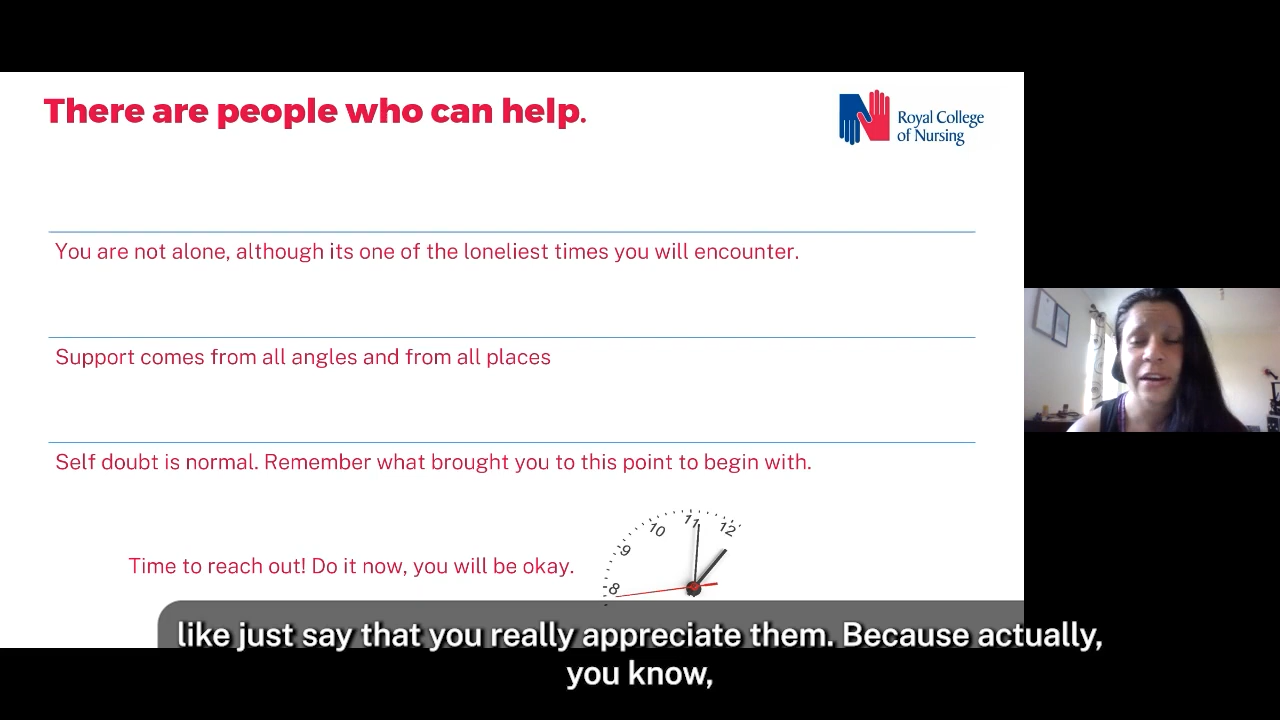 There are people who can help.
Royal College
of Nursing
You are not alone, although its one of the loneliest times you will encounter.
Support comes from all angles and from all places
Self doubt is normal. Remember what brought you to this point to begin with.
Time to reach out! Do it now, you will be okay.
8
9
10
11
12
like just say that you really appreciate them. Because actually,
you know,